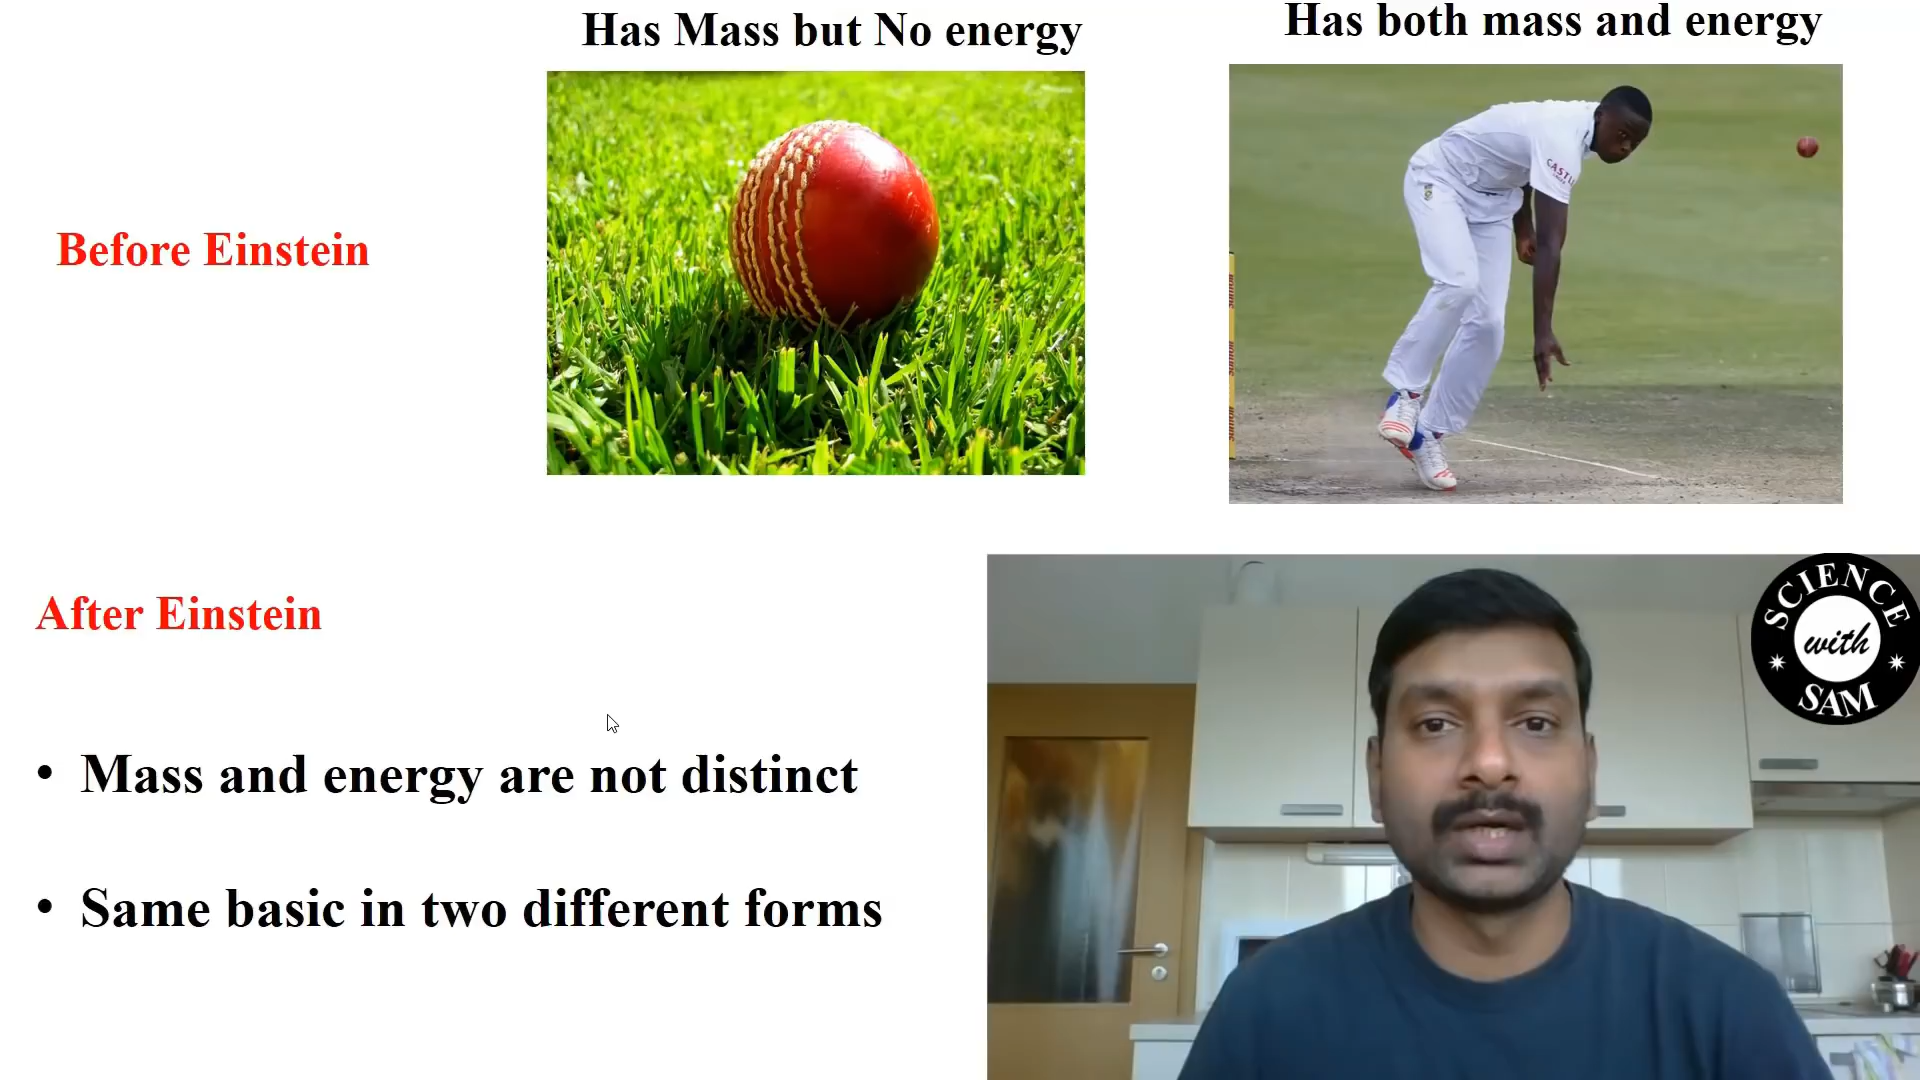 Has Mass but No energy
Has both mass and energy
CASTLE
Before Einstein
After Einstein
• Mass and energy are not distinct
• Same basic in two different forms
SCIENCE
with
SAM